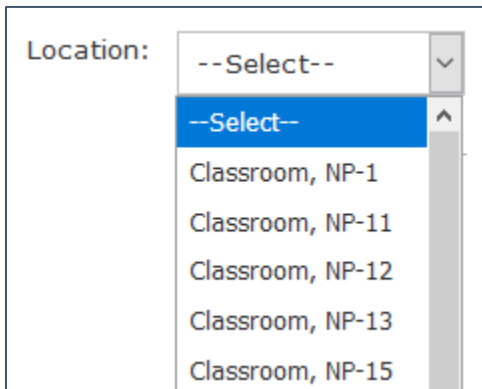 Location:
--Select--
--Select--
Classroom, NP-1
Classroom, NP-11
Classroom, NP-12
Classroom, NP-13
Classroom, NP-15